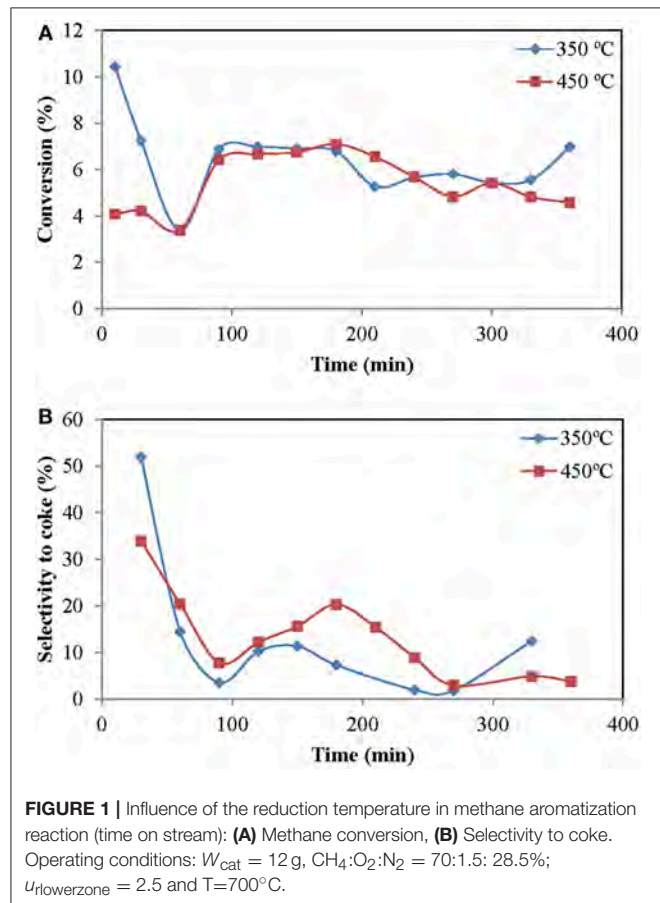 A
350 ºC
450 ºC
12
10
8
6
4
2
0
0 100 200 300 400
Conversion (%)
Time (min)
B
350ºC
450ºC
60
50
40
30
20
10
0
0 100 200 300 400
Selectivity to coke (%)
Time (min)
FIGURE 1 | Influence of the reduction temperature in methane aromatization
reaction (time on stream): (A) Methane conversion, (B) Selectivity to coke.
Operating conditions: Wcat = 12 g, CH4:O2:N2 = 70:1.5: 28.5%;
urlowerzone = 2.5 and T=700°C.